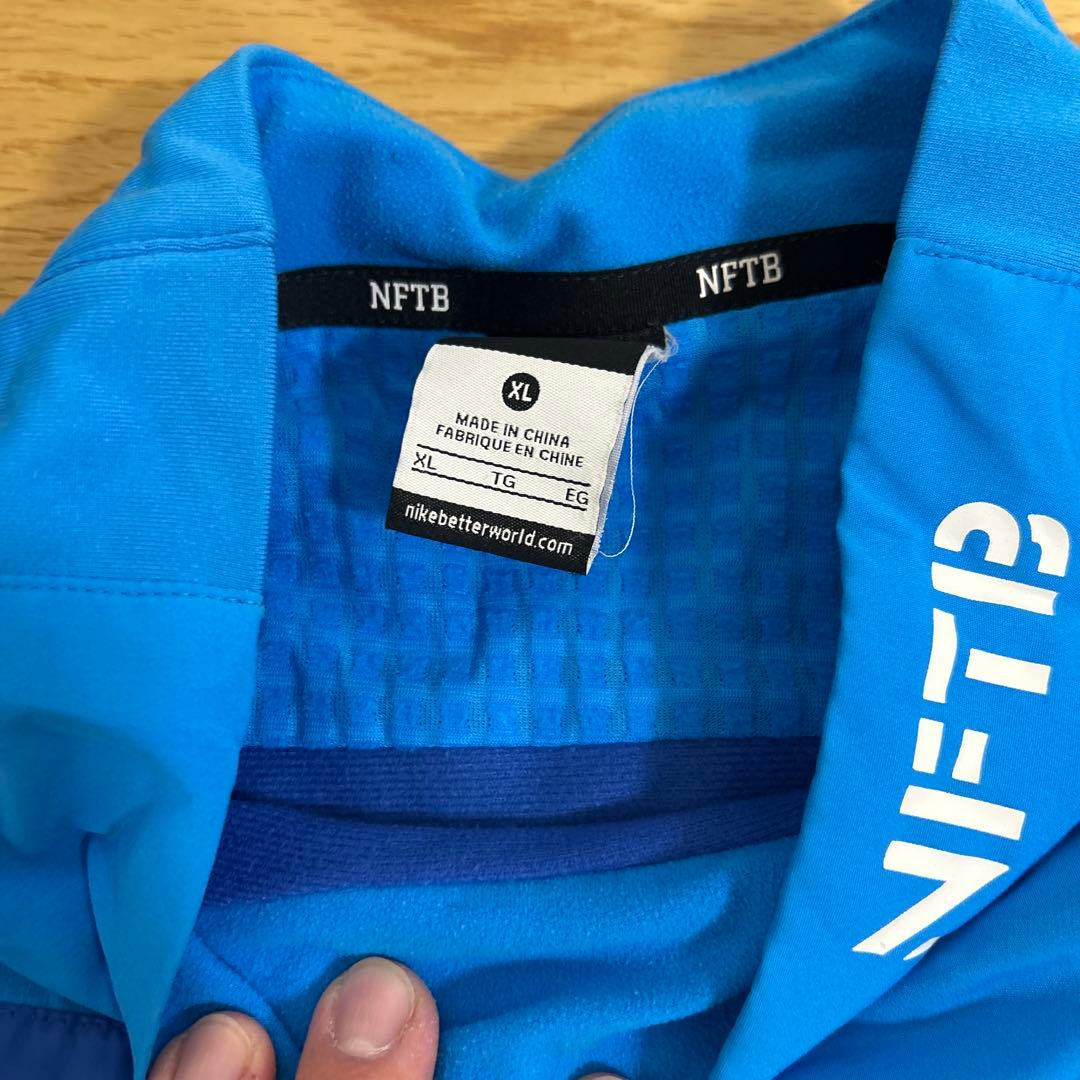 NFTB
NFTB
XL
MADE IN CHINA
FABRIQUE EN CHINE
XL TG EG
nikebetterworld.com
NFTB